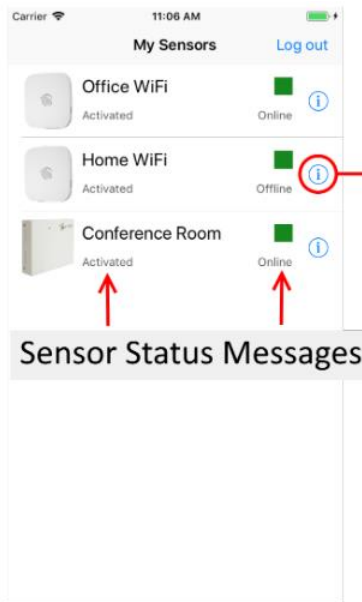 Carrier 11:06 AM
My Sensors Log out
Office WiFi
Activated Online
Home WiFi
Activated Offline
Conference Room
Activated Online
Sensor Status Messages